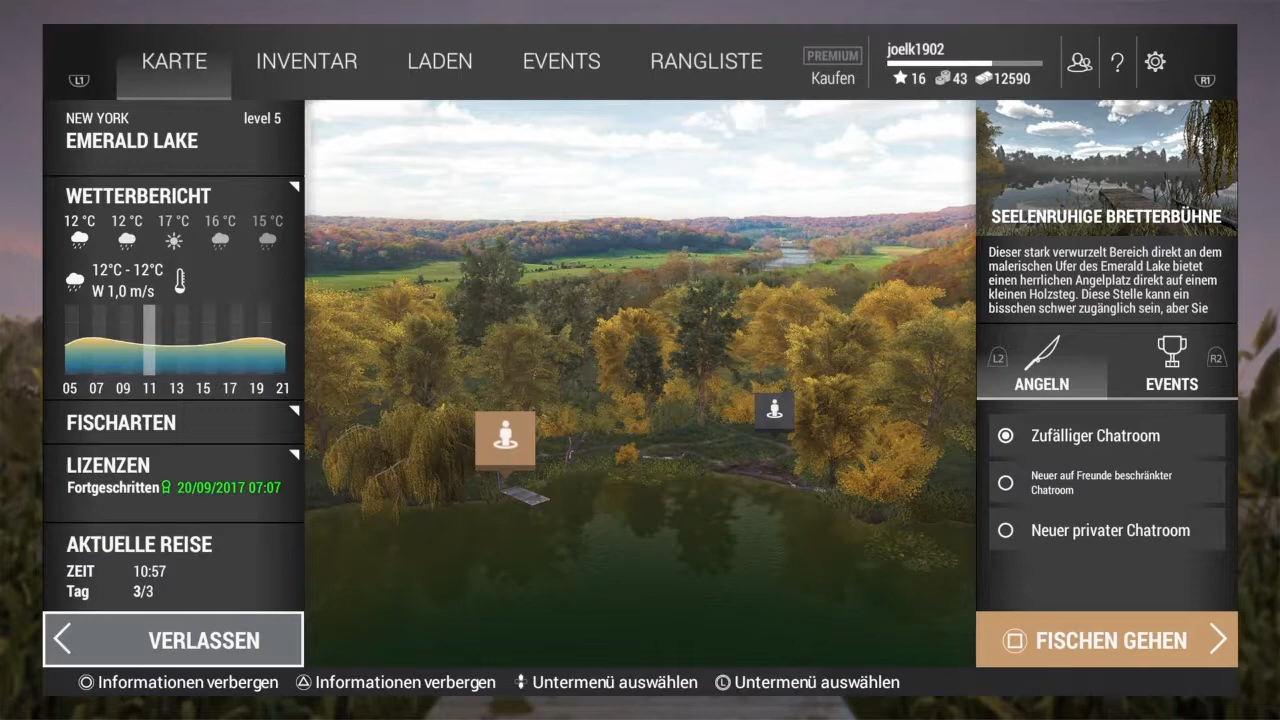 L1
KARTE
INVENTAR
LADEN
EVENTS
RANGLISTE
PREMIUM
Kaufen
joelk1902
16 43 12590
?
R1
NEW YORK level 5
EMERALD LAKE
WETTERBERICHT
12 °C 12 °C 17 °C 16 °C 15 °C
12°C - 12°C
W 1,0 m/s
05 07 09 11 13 15 17 19 21
FISCHARTEN
LIZENZEN
Fortgeschritten 20/09/2017 07:07
AKTUELLE REISE
ZEIT 10:57
Tag 3/3
VERLASSEN
SEELENRUHIGE BRETTERBÜHNE
Dieser stark verwurzelt Bereich direkt an dem
malerischen Ufer des Emerald Lake bietet
einen herrlichen Angelplatz direkt auf einem
kleinen Holzsteg. Diese Stelle kann ein
bisschen schwer zugänglich sein, aber Sie
L2
ANGELN
EVENTS
R2
Zufälliger Chatroom
Neuer auf Freunde beschränkter
Chatroom
Neuer privater Chatroom
FISCHEN GEHEN
Informationen verbergen
Informationen verbergen
Untermenü auswählen
L Untermenü auswählen